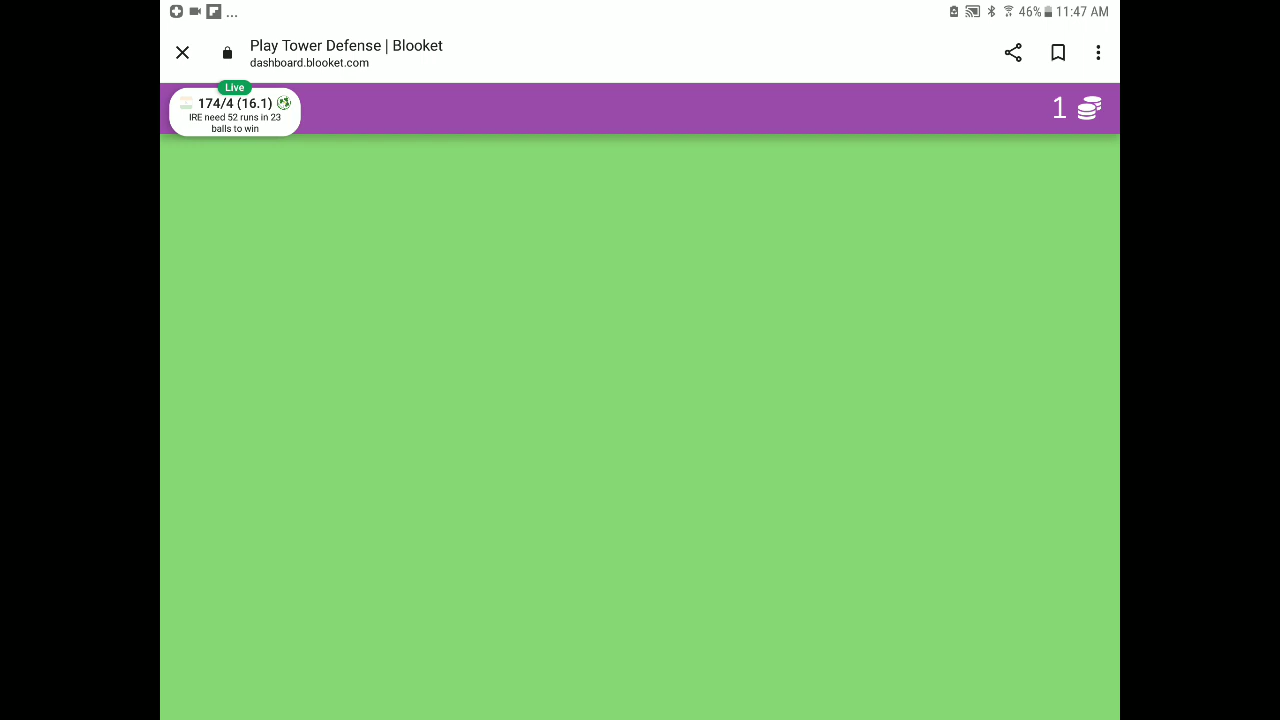 ... 46% 11:47 AM
Play Tower Defense | Blooket
dashboard.blooket.com
Live
174/4 (16.1)
IRE need 52 runs in 23
balls to win
1